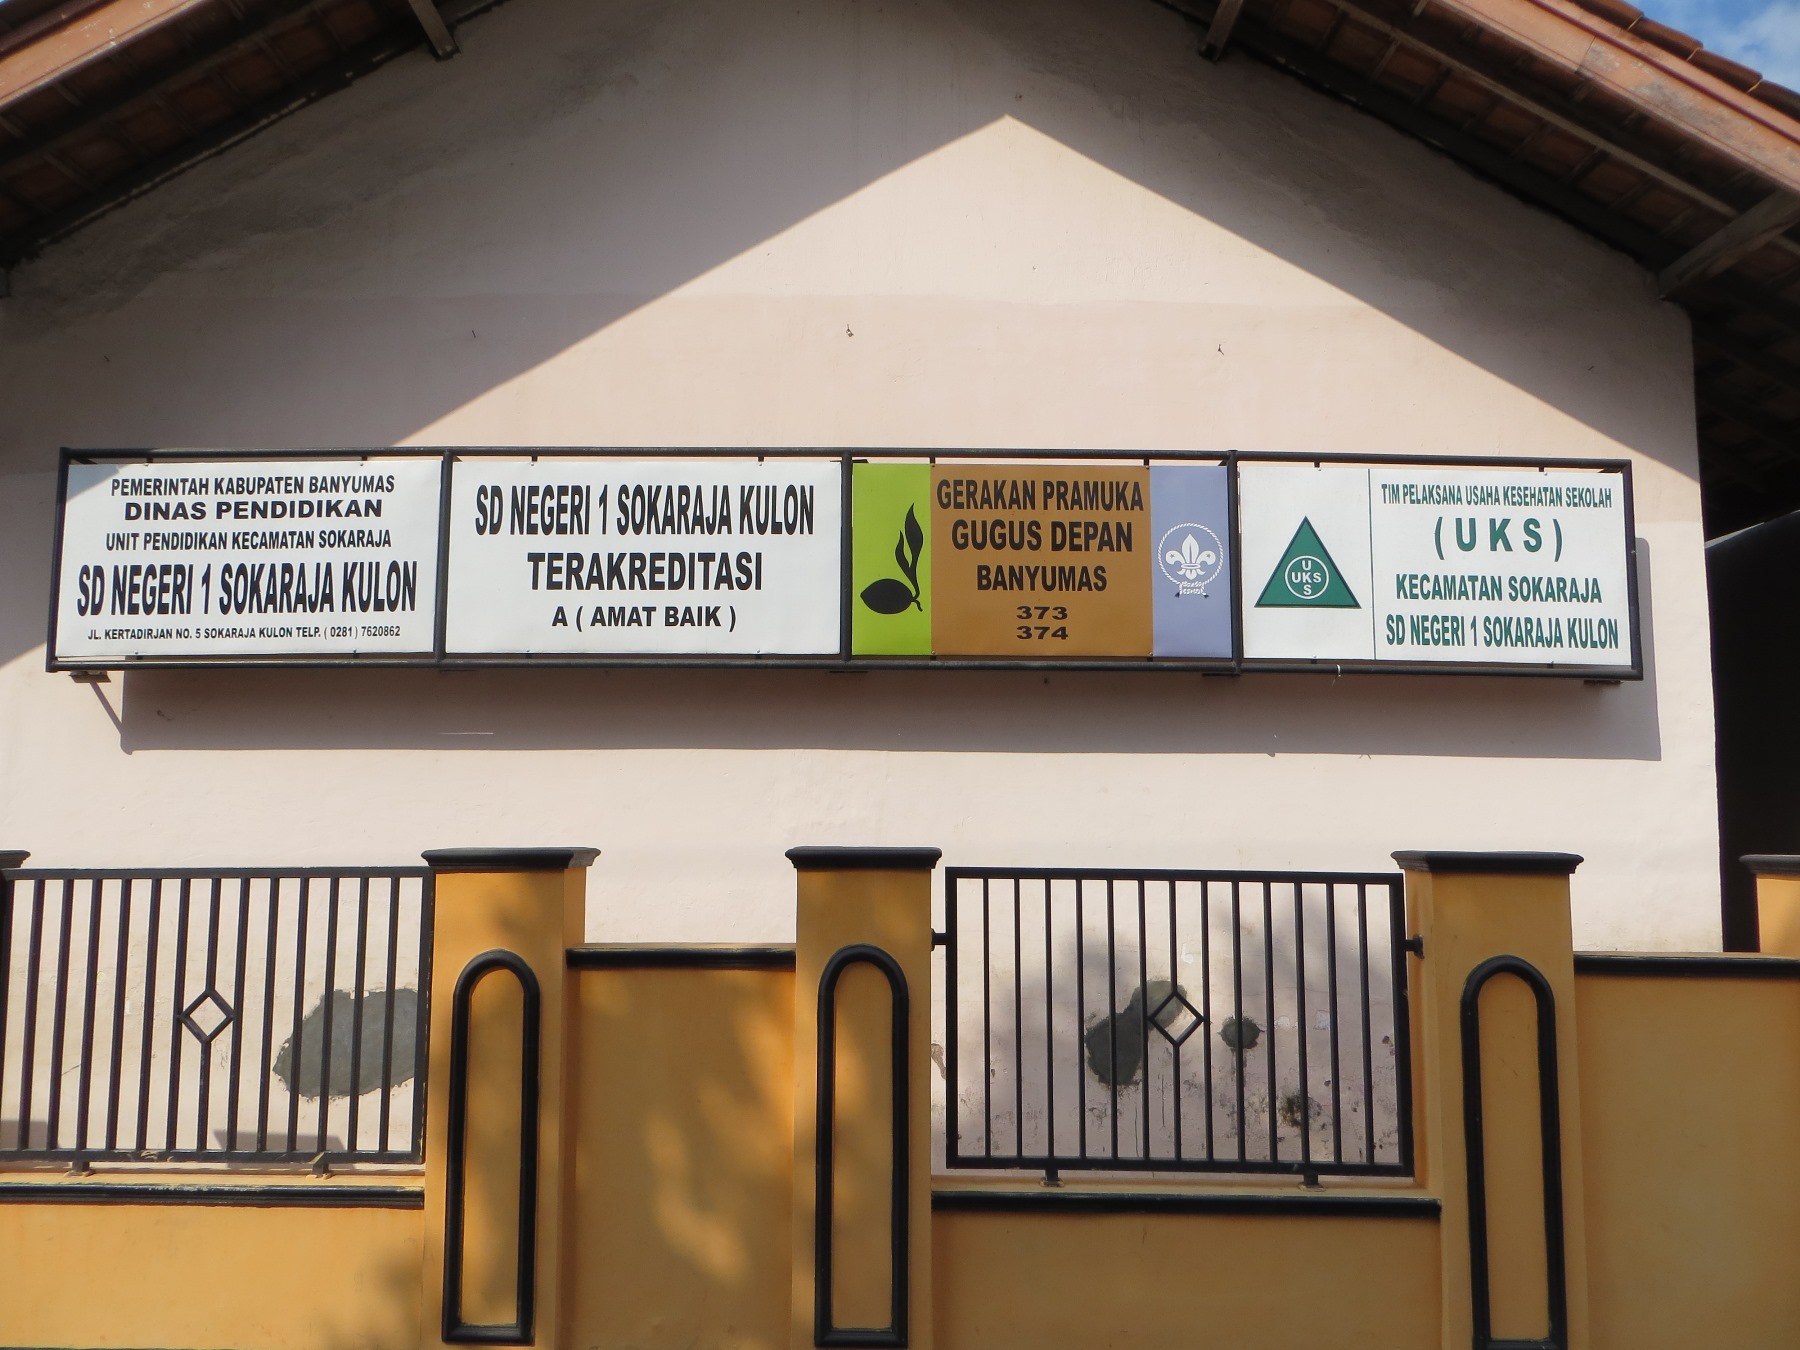 PEMERINTAH KABUPATEN BANYUMAS
DINAS PENDIDIKAN
UNIT PENDIDIKAN KECAMATAN SOKARAJA
SD NEGERI 1 SOKARAJA KULON
JL. KERTADIRJAN NO. 5 SOKARAJA KULON TELP. ( 0281 ) 7620862
SD NEGERI 1 SOKARAJA KULON
TERAKREDITASI
A ( AMAT BAIK )
GERAKAN PRAMUKA
GUGUS DEPAN
BANYUMAS
373
374
U
UKS
S
TIM PELAKSANA USAHA KESEHATAN SEKOLAH
( U K S )
KECAMATAN SOKARAJA
SD NEGERI 1 SOKARAJA KULON